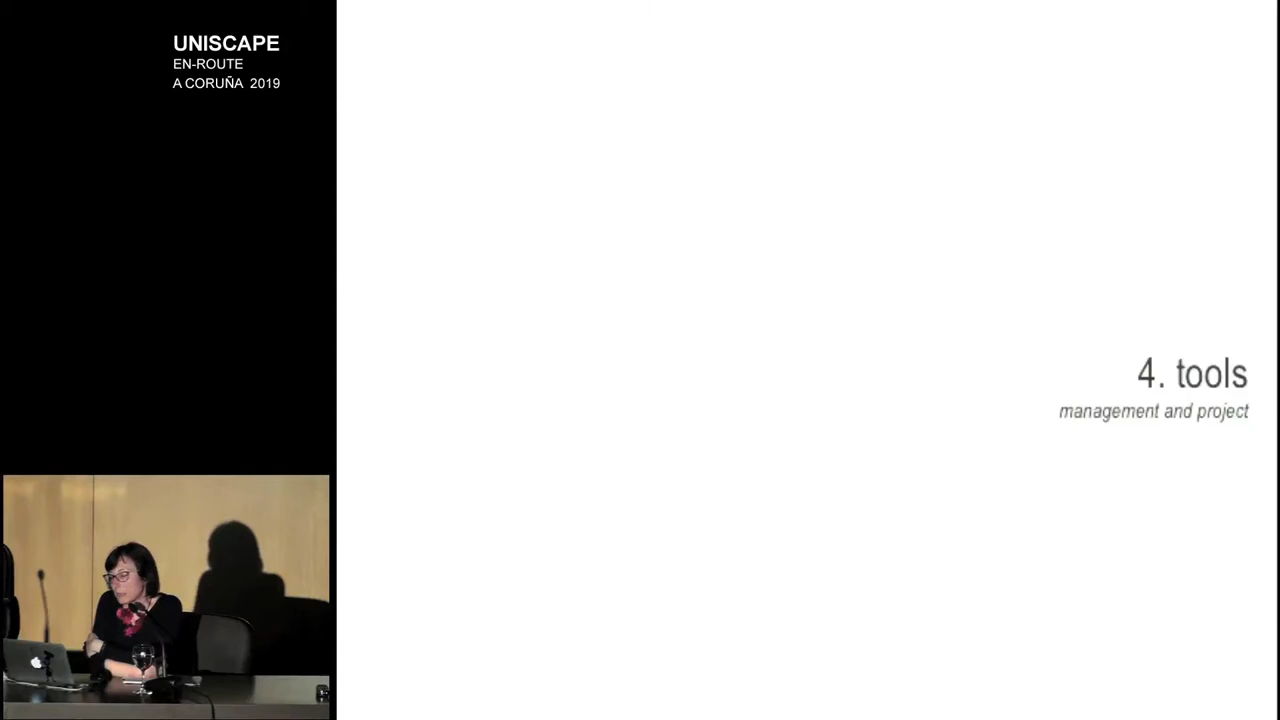 UNISCAPE
EN-ROUTE
A CORUÑA 2019
4. tools
management and project